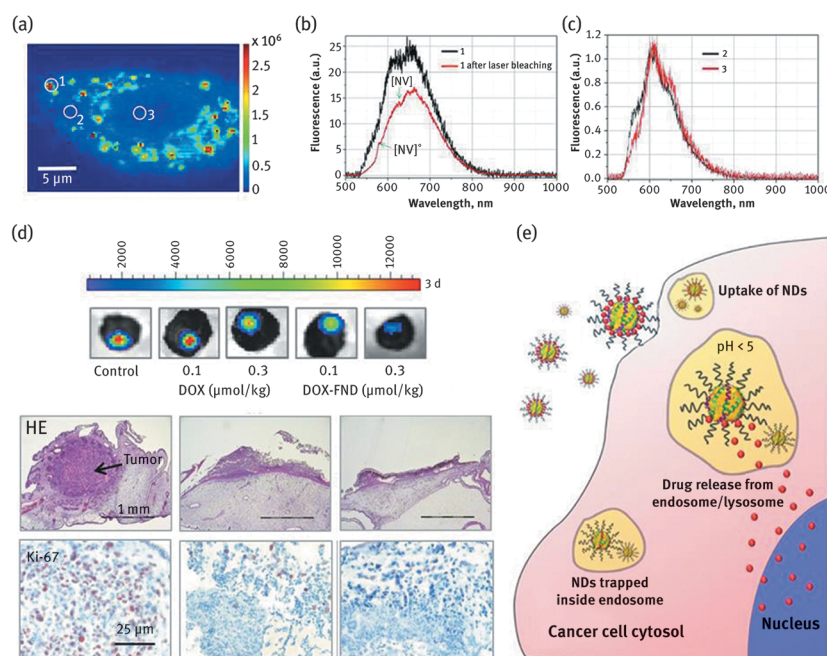 (a)
× 10⁶
3
2.5
2
1.5
1
0.5
0
1
2
3
5 µm
(b)
Fluorescence (a.u.)
25
20
15
10
5
0
1
1 after laser bleaching
[NV]
[NV]°
500 600 700 800 900 1000
Wavelength, nm
(c)
Fluorescence (a.u.)
1.2
1.0
0.8
0.6
0.4
0.2
0.0
2
3
500 600 700 800 900 1000
Wavelength, nm
(d)
2000 4000 6000 8000 10000 12000
3 d
Control 0.1 0.3 0.1 0.3
DOX (µmol/kg) DOX-FND (µmol/kg)
HE
Tumor
1 mm
Ki-67
25 µm
(e)
Uptake of NDs
pH < 5
Drug release from
endosome/lysosome
NDs trapped
inside endosome
Cancer cell cytosol
Nucleus